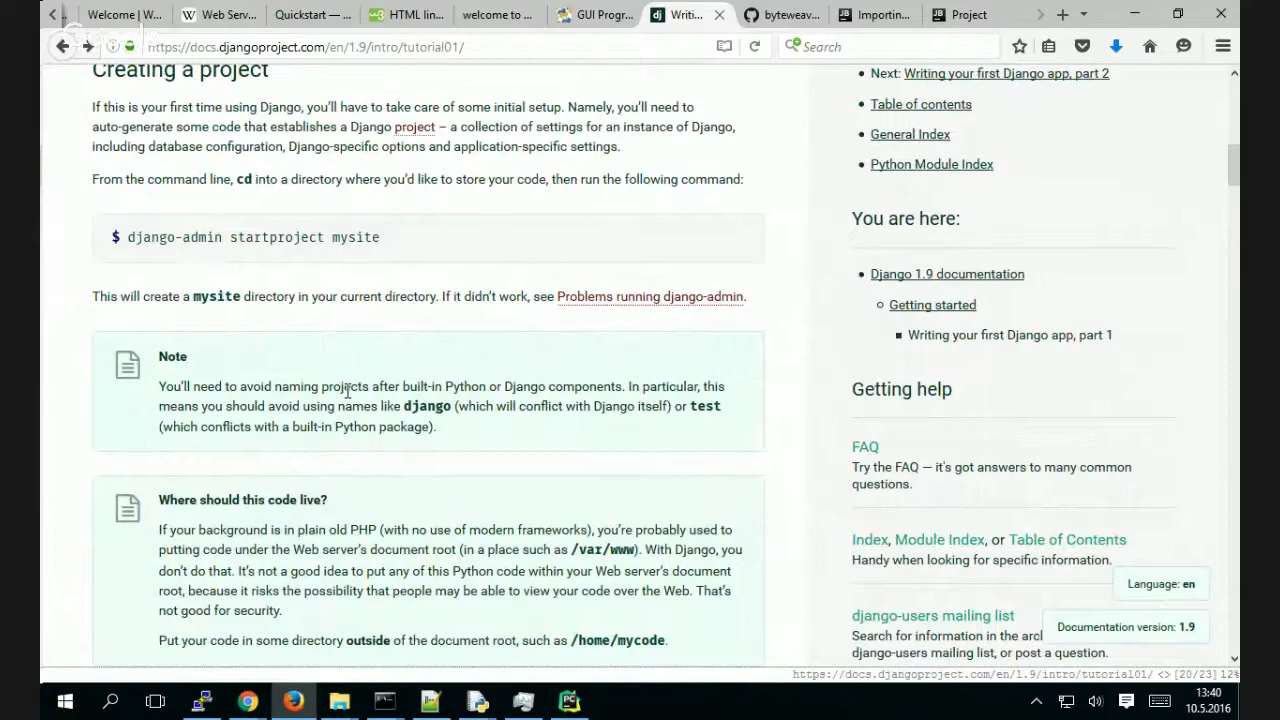 Welcome | W...
Web Serv...
Quickstart — ...
HTML lin...
welcome to ...
GUI Progr...
Writi...
byteweav...
Importin...
Project
https://docs.djangoproject.com/en/1.9/intro/tutorial01/
Search
Creating a project
If this is your first time using Django, you'll have to take care of some initial setup. Namely, you'll need to
auto-generate some code that establishes a Django project – a collection of settings for an instance of Django,
including database configuration, Django-specific options and application-specific settings.
From the command line, cd into a directory where you'd like to store your code, then run the following command:
$ django-admin startproject mysite
This will create a mysite directory in your current directory. If it didn't work, see Problems running django-admin.
Note
You'll need to avoid naming projects after built-in Python or Django components. In particular, this
means you should avoid using names like django (which will conflict with Django itself) or test
(which conflicts with a built-in Python package).
Where should this code live?
If your background is in plain old PHP (with no use of modern frameworks), you're probably used to
putting code under the Web server's document root (in a place such as /var/www). With Django, you
don't do that. It's not a good idea to put any of this Python code within your Web server's document
root, because it risks the possibility that people may be able to view your code over the Web. That's
not good for security.
Put your code in some directory outside of the document root, such as /home/mycode.
Next: Writing your first Django app, part 2
Table of contents
General Index
Python Module Index
You are here:
Django 1.9 documentation
Getting started
Writing your first Django app, part 1
Getting help
FAQ
Try the FAQ — it's got answers to many common
questions.
Index, Module Index, or Table of Contents
Handy when looking for specific information.
Language: en
django-users mailing list
Search for information in the arc
django-users mailing list, or post a question.
Documentation version: 1.9
https://docs.djangoproject.com/en/1.9/intro/tutorial01/ <> [20/23] 12%
13:40
10.5.2016